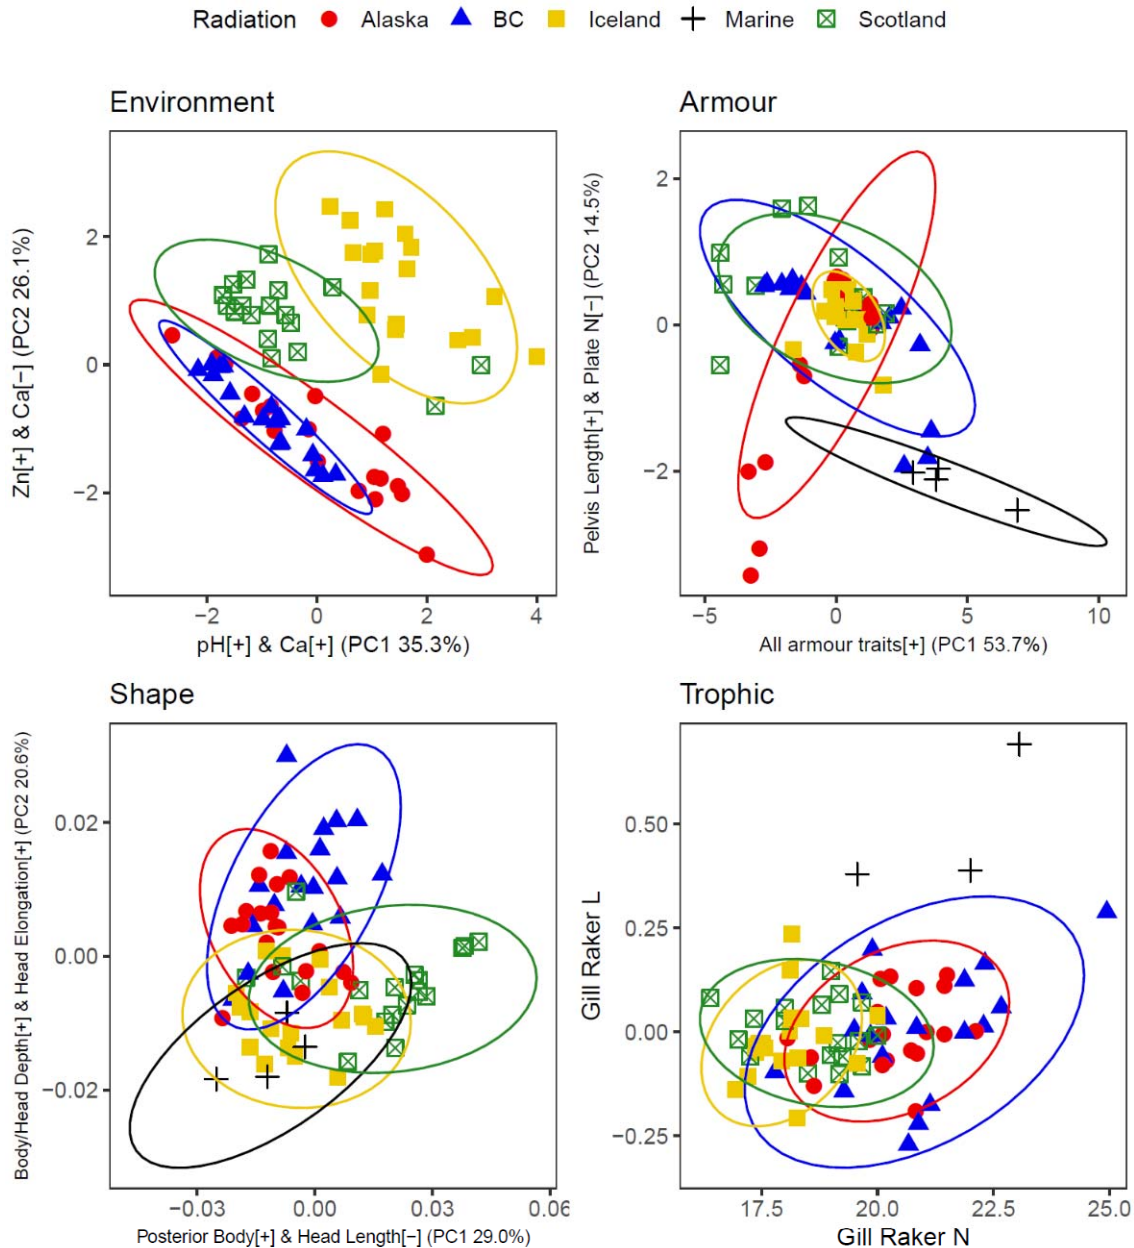 Radiation Alaska BC Iceland Marine Scotland
Environment
Zn[+] & Ca[−] (PC2 26.1%)
2
0
−2
−2 0 2 4
pH[+] & Ca[+] (PC1 35.3%)
Armour
Pelvis Length[+] & Plate N[−] (PC2 14.5%)
2
0
−2
−5 0 5 10
All armour traits[+] (PC1 53.7%)
Shape
Body/Head Depth[+] & Head Elongation[+] (PC2 20.6%)
0.02
0.00
−0.02
−0.03 0.00 0.03 0.06
Posterior Body[+] & Head Length[−] (PC1 29.0%)
Trophic
Gill Raker L
0.50
0.25
0.00
−0.25
17.5 20.0 22.5 25.0
Gill Raker N